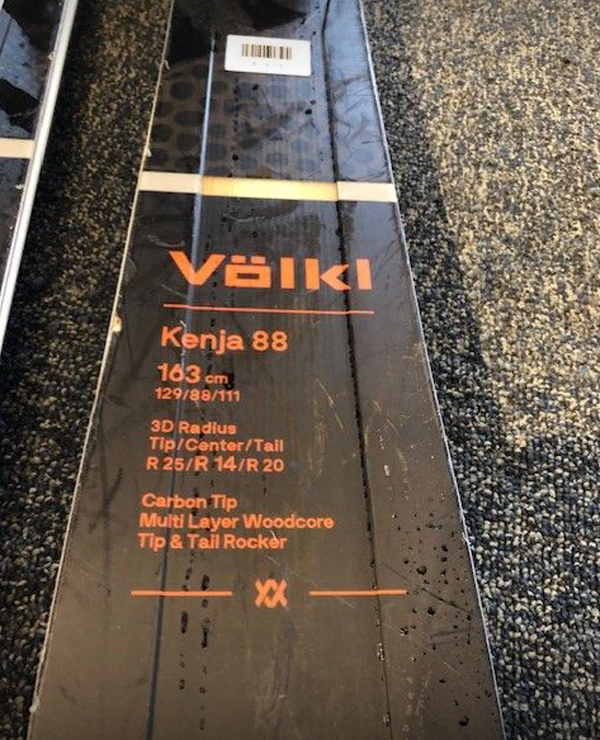 Völkl
Kenja 88
163 cm
129/88/111
3D Radius
Tip/Center/Tail
R 25/R 14/R 20
Carbon Tip
Multi Layer Woodcore
Tip & Tail Rocker